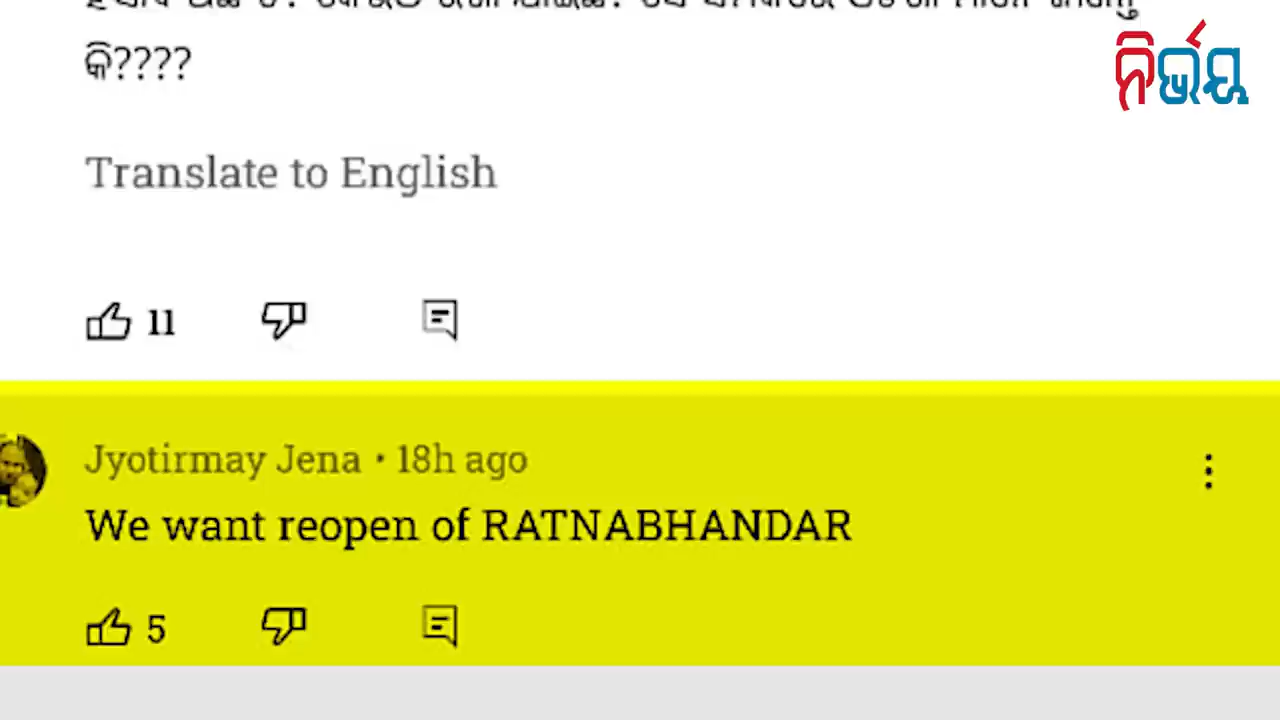 କି????
ନିର୍ଭୟ
Translate to English
11
Jyotirmay Jena • 18h ago
We want reopen of RATNABHANDAR
5